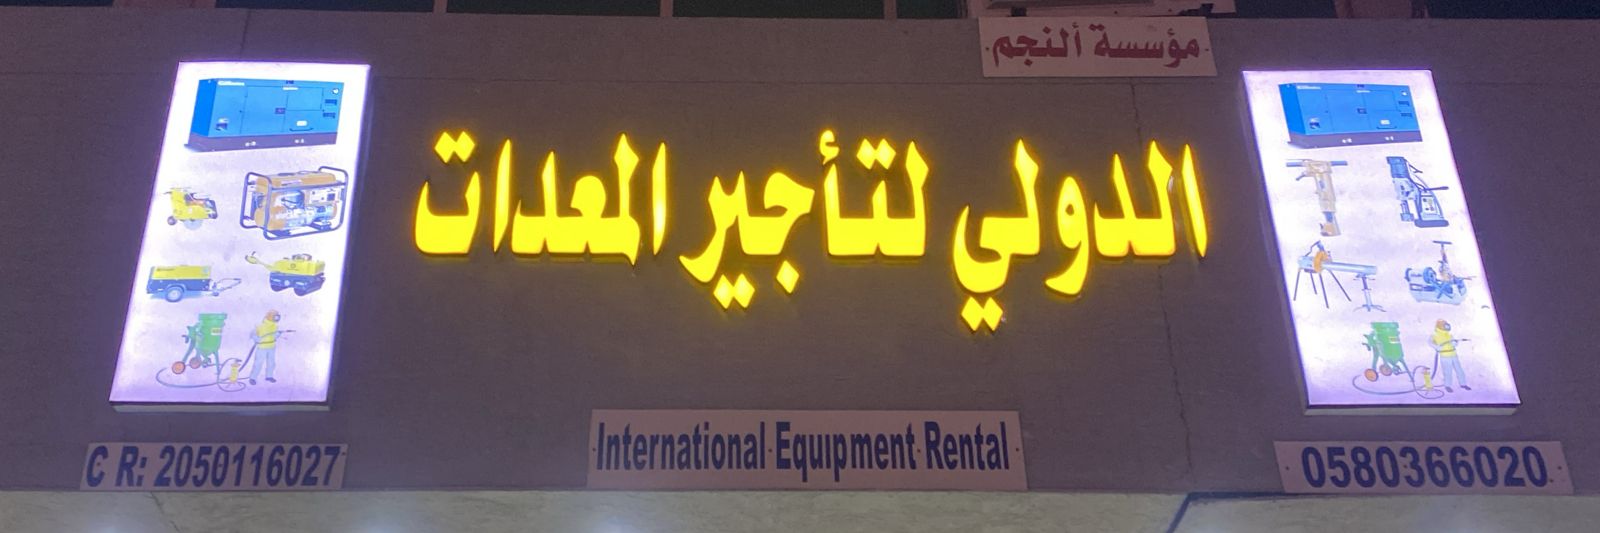 مؤسسة ألنجم
الدولي لتأجير المعدات
International Equipment Rental
C R: 2050116027
0580366020